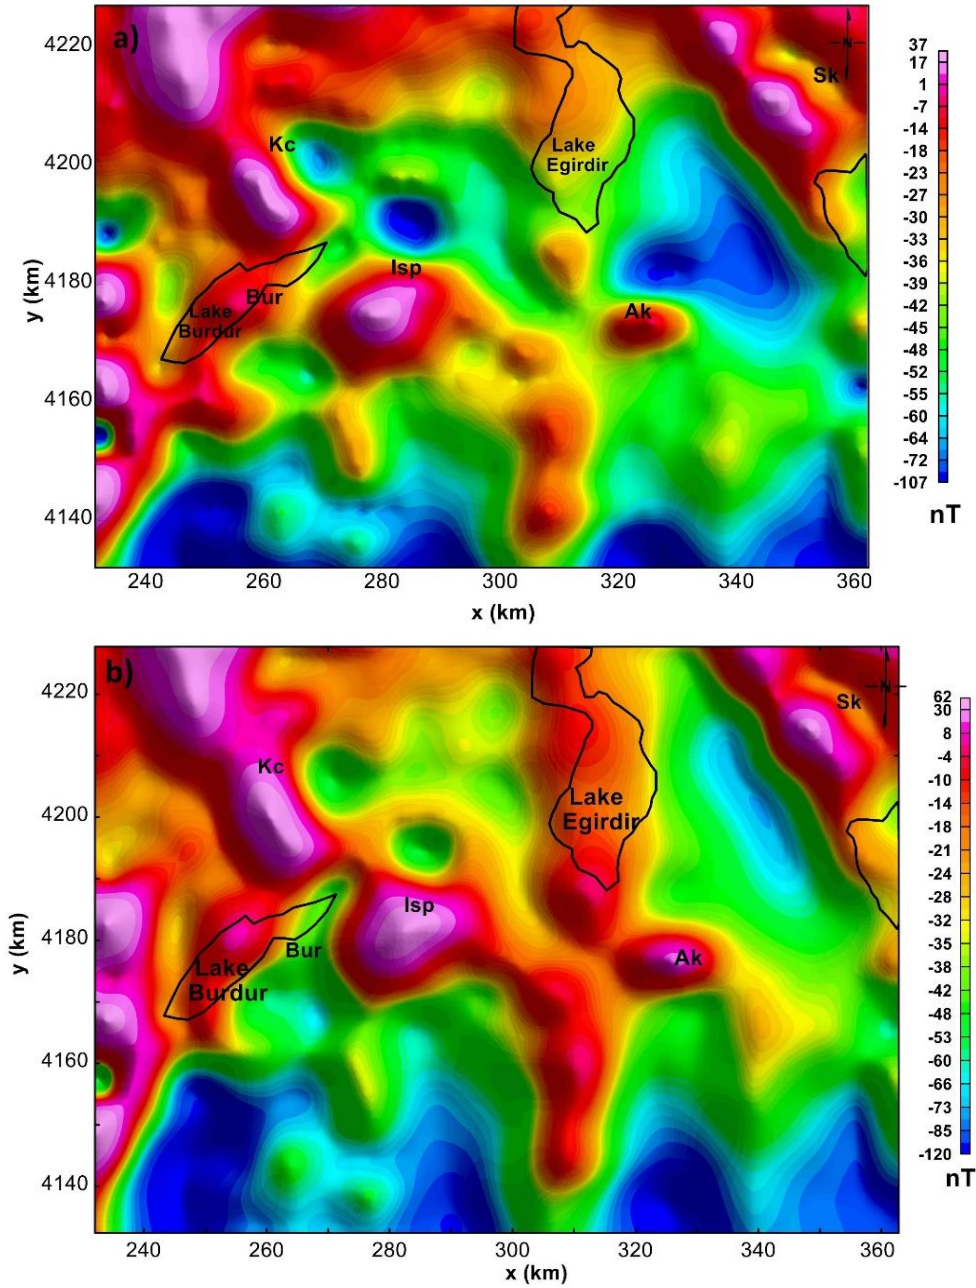 a)
4220
4200
4180
4160
4140
y (km)
240
260
280
300
320
340
360
x (km)
Kc
Lake
Egirdir
Isp
Bur
Lake
Burdur
Ak
Sk
N
37
17
1
-7
-14
-18
-23
-27
-33
-36
-39
-45
-48
-52
-55
-60
-64
-72
-107
nT
b)
4220
4200
4180
4160
4140
y (km)
240
260
280
300
320
340
360
x (km)
Kc
Lake
Egirdir
Isp
Bur
Lake
Burdur
Ak
Sk
N
62
30
8
-4
-10
-14
-18
-21
-24
-28
-32
-35
-38
-42
-48
-53
-60
-66
-73
-85
-120
nT